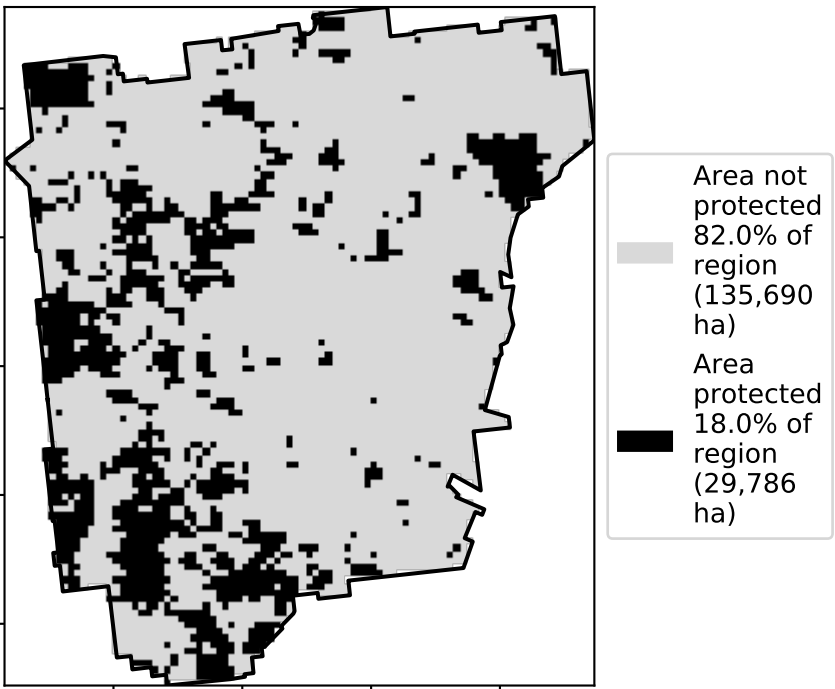 Area not
protected
82.0% of
region
(135,690
ha)
Area
protected
18.0% of
region
(29,786
ha)